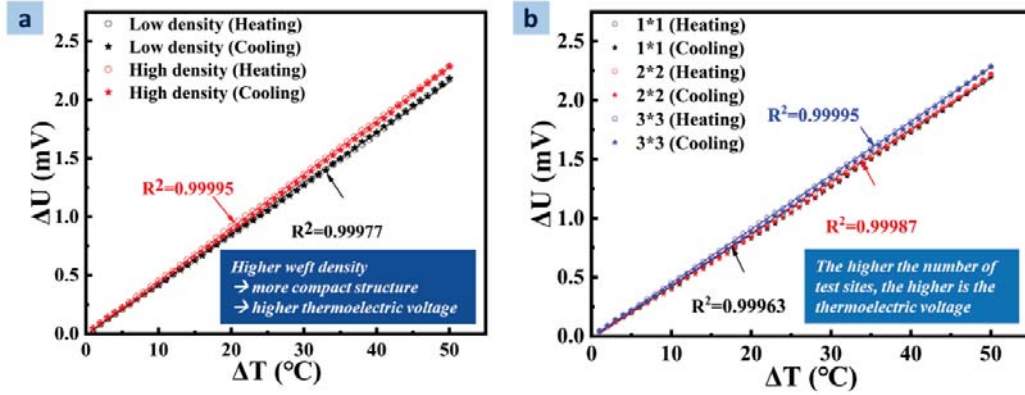 a
Low density (Heating)
Low density (Cooling)
High density (Heating)
High density (Cooling)
R²=0.99995
R²=0.99977
Higher weft density
→ more compact structure
→ higher thermoelectric voltage
ΔU (mV)
2.5
2.0
1.5
1.0
0.5
0.0
0 10 20 30 40 50
ΔT (°C)
b
1*1 (Heating)
1*1 (Cooling)
2*2 (Heating)
2*2 (Cooling)
3*3 (Heating)
3*3 (Cooling)
R²=0.99995
R²=0.99987
R²=0.99963
The higher the number of
test sites, the higher is the
thermoelectric voltage
ΔU (mV)
2.5
2.0
1.5
1.0
0.5
0.0
0 10 20 30 40 50
ΔT (°C)